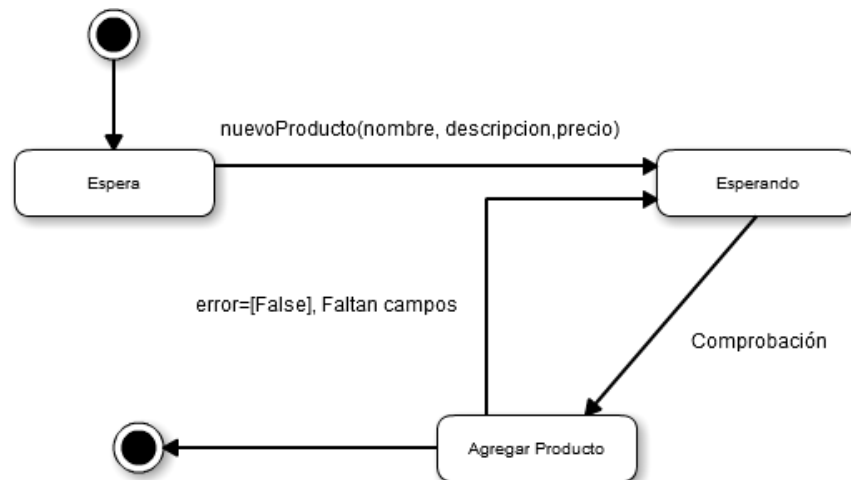 nuevoProducto(nombre, descripcion,precio)
Espera
Esperando
error=[False], Faltan campos
Comprobación
Agregar Producto